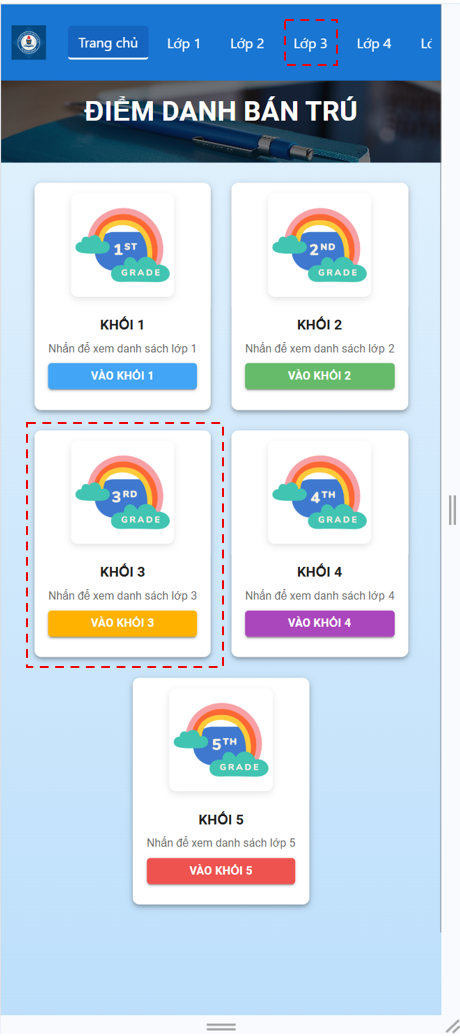 Trang chủ Lớp 1 Lớp 2 Lớp 3 Lớp 4
ĐIỂM DANH BÁN TRÚ
1ST
GRADE
KHỐI 1
Nhấn để xem danh sách lớp 1
VÀO KHỐI 1
2ND
GRADE
KHỐI 2
Nhấn để xem danh sách lớp 2
VÀO KHỐI 2
3RD
GRADE
KHỐI 3
Nhấn để xem danh sách lớp 3
VÀO KHỐI 3
4TH
GRADE
KHỐI 4
Nhấn để xem danh sách lớp 4
VÀO KHỐI 4
5TH
GRADE
KHỐI 5
Nhấn để xem danh sách lớp 5
VÀO KHỐI 5